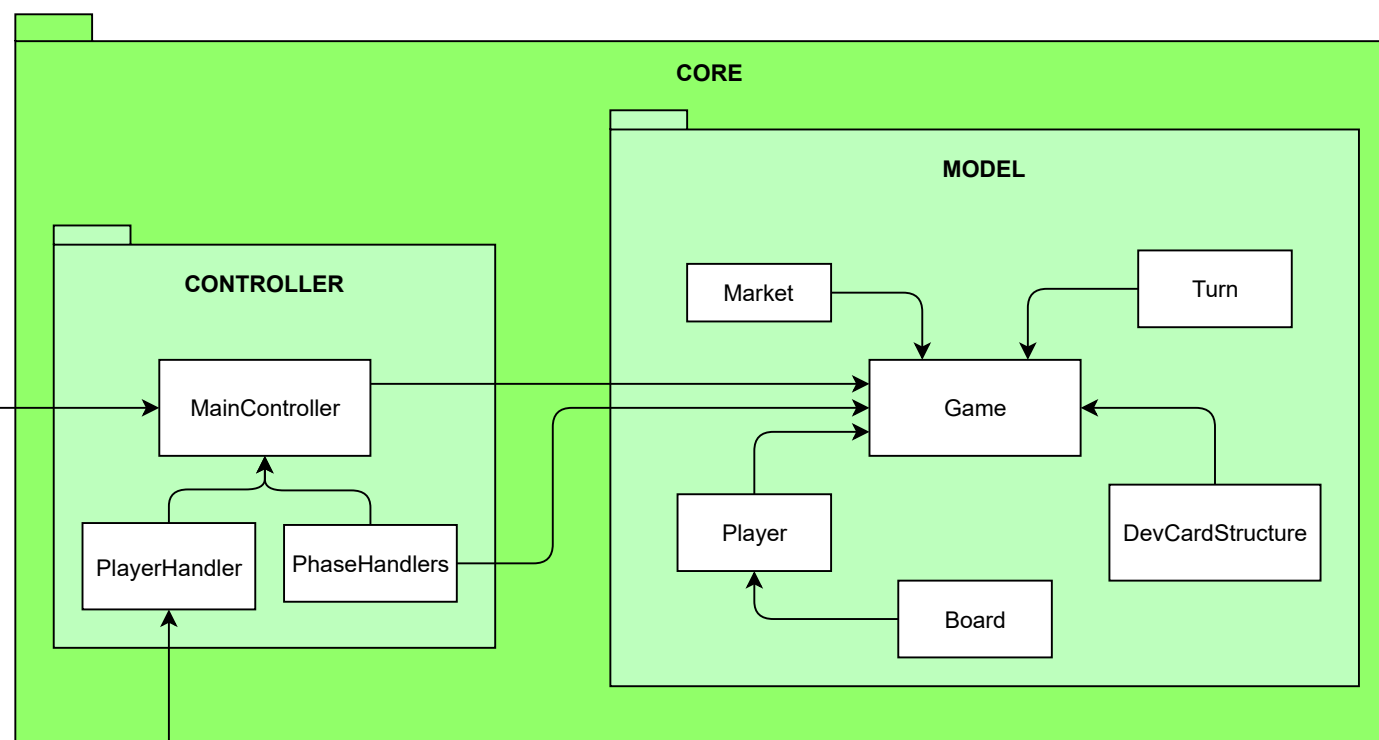 CORE
MODEL
CONTROLLER
Market
Turn
MainController
Game
PlayerHandler
PhaseHandlers
Player
DevCardStructure
Board